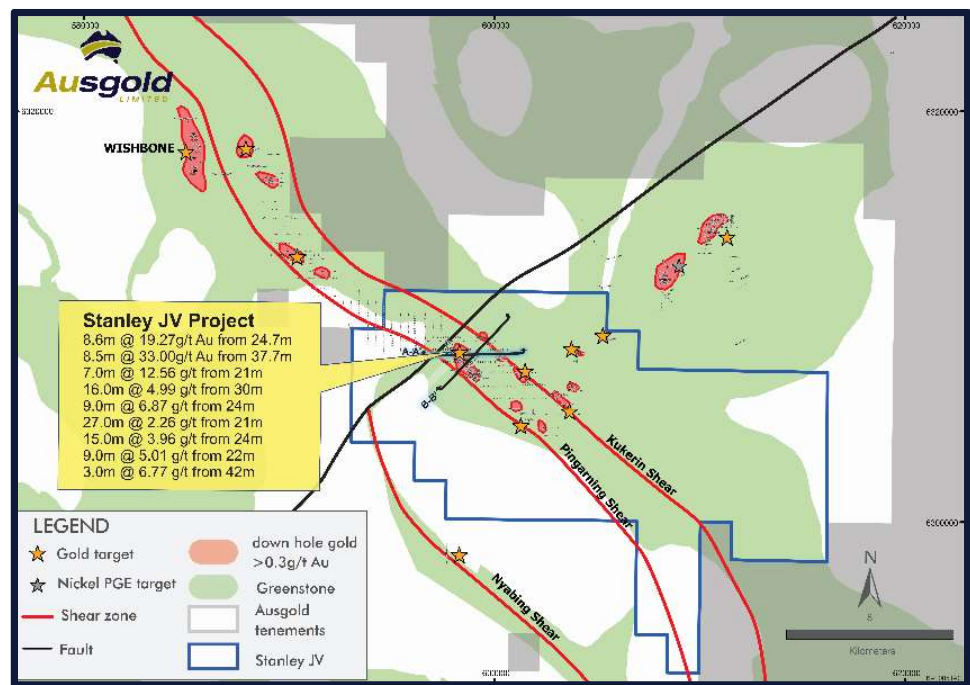 580000
600000
620000
Ausgold
LIMITED
6320000
6320000
WISHBONE
Stanley JV Project
8.6m @ 19.27g/t Au from 24.7m
8.5m @ 33.00g/t Au from 37.7m
7.0m @ 12.56 g/t from 21m
16.0m @ 4.99 g/t from 30m
9.0m @ 6.87 g/t from 24m
27.0m @ 2.26 g/t from 21m
15.0m @ 3.96 g/t from 24m
9.0m @ 5.01 g/t from 22m
3.0m @ 6.77 g/t from 42m
Kukerin Shear
Pingarning Shear
Nyabing Shear
6300000
LEGEND
Gold target
Nickel PGE target
Shear zone
Fault
down hole gold
>0.3g/t Au
Greenstone
Ausgold
tenements
Stanley JV
N
Kilometers
600000